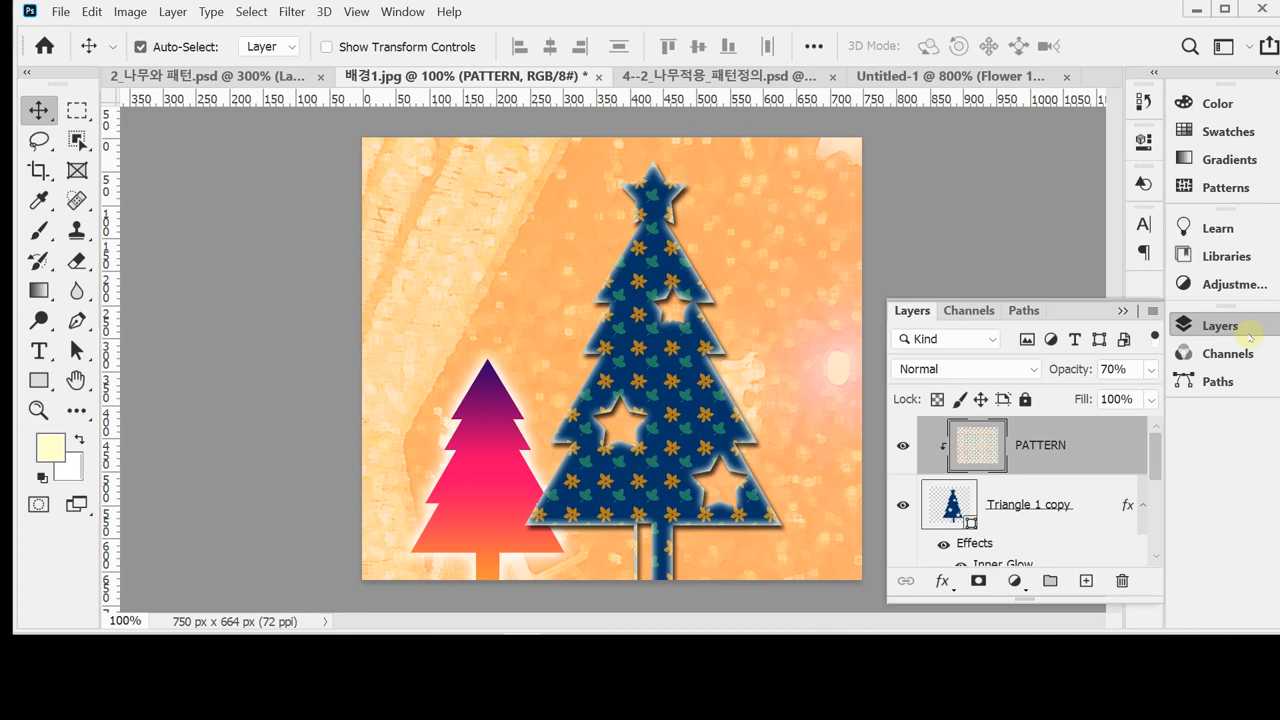 Ps File Edit Image Layer Type Select Filter 3D View Window Help
Auto-Select: Layer Show Transform Controls 3D Mode:
2_나무와 패턴.psd @ 300% (La... × 배경1.jpg @ 100% (PATTERN, RGB/8#) * × 4--2_나무적용_패턴정의.psd @... × Untitled-1 @ 800% (Flower 1... ×
350 300 250 200 150 100 50 0 50 100 150 200 250 300 350 400 450 500 550 600 650 700 750 800 850 900 950 1000 1050
Color
Swatches
Gradients
Patterns
Learn
Libraries
Adjustme...
Layers
Channels
Paths
Layers Channels Paths
Kind
Normal Opacity: 70%
Lock: Fill: 100%
PATTERN
Triangle 1 copy fx
Effects
Inner Glow
fx
100% 750 px x 664 px (72 ppi)